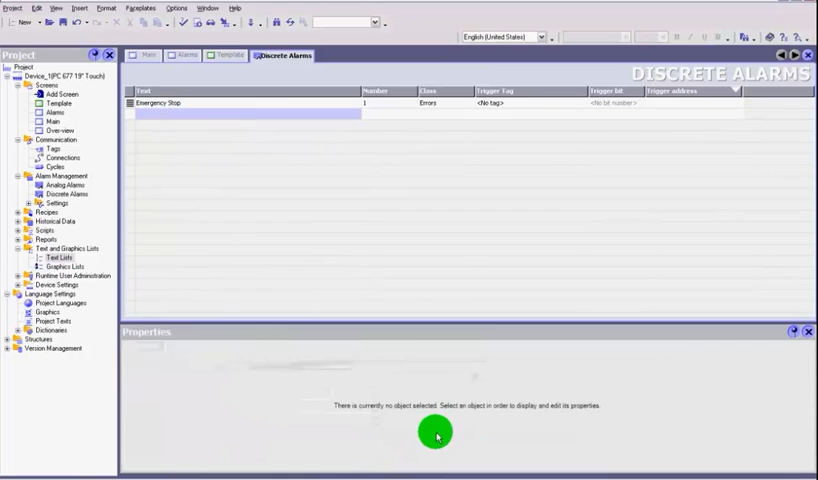 Project Edit View Insert Format Faceplates Options Window Help
New
English (United States)
Project
Main Alarms Template Discrete Alarms
DISCRETE ALARMS
Text Number Class Trigger Tag Trigger bit Trigger address
Emergency Stop 1 Errors <No tag> <No bit number>
Project
Device_1(PC 677 19" Touch)
Screens
Add Screen
Template
Alarms
Main
Over-view
Communication
Tags
Connections
Cycles
Alarm Management
Analog Alarms
Discrete Alarms
Settings
Recipes
Historical Data
Scripts
Reports
Text and Graphics Lists
Text Lists
Graphics Lists
Runtime User Administration
Device Settings
Language Settings
Project Languages
Graphics
Project Texts
Dictionaries
Structures
Version Management
Properties
There is currently no object selected. Select an object in order to display and edit its properties.